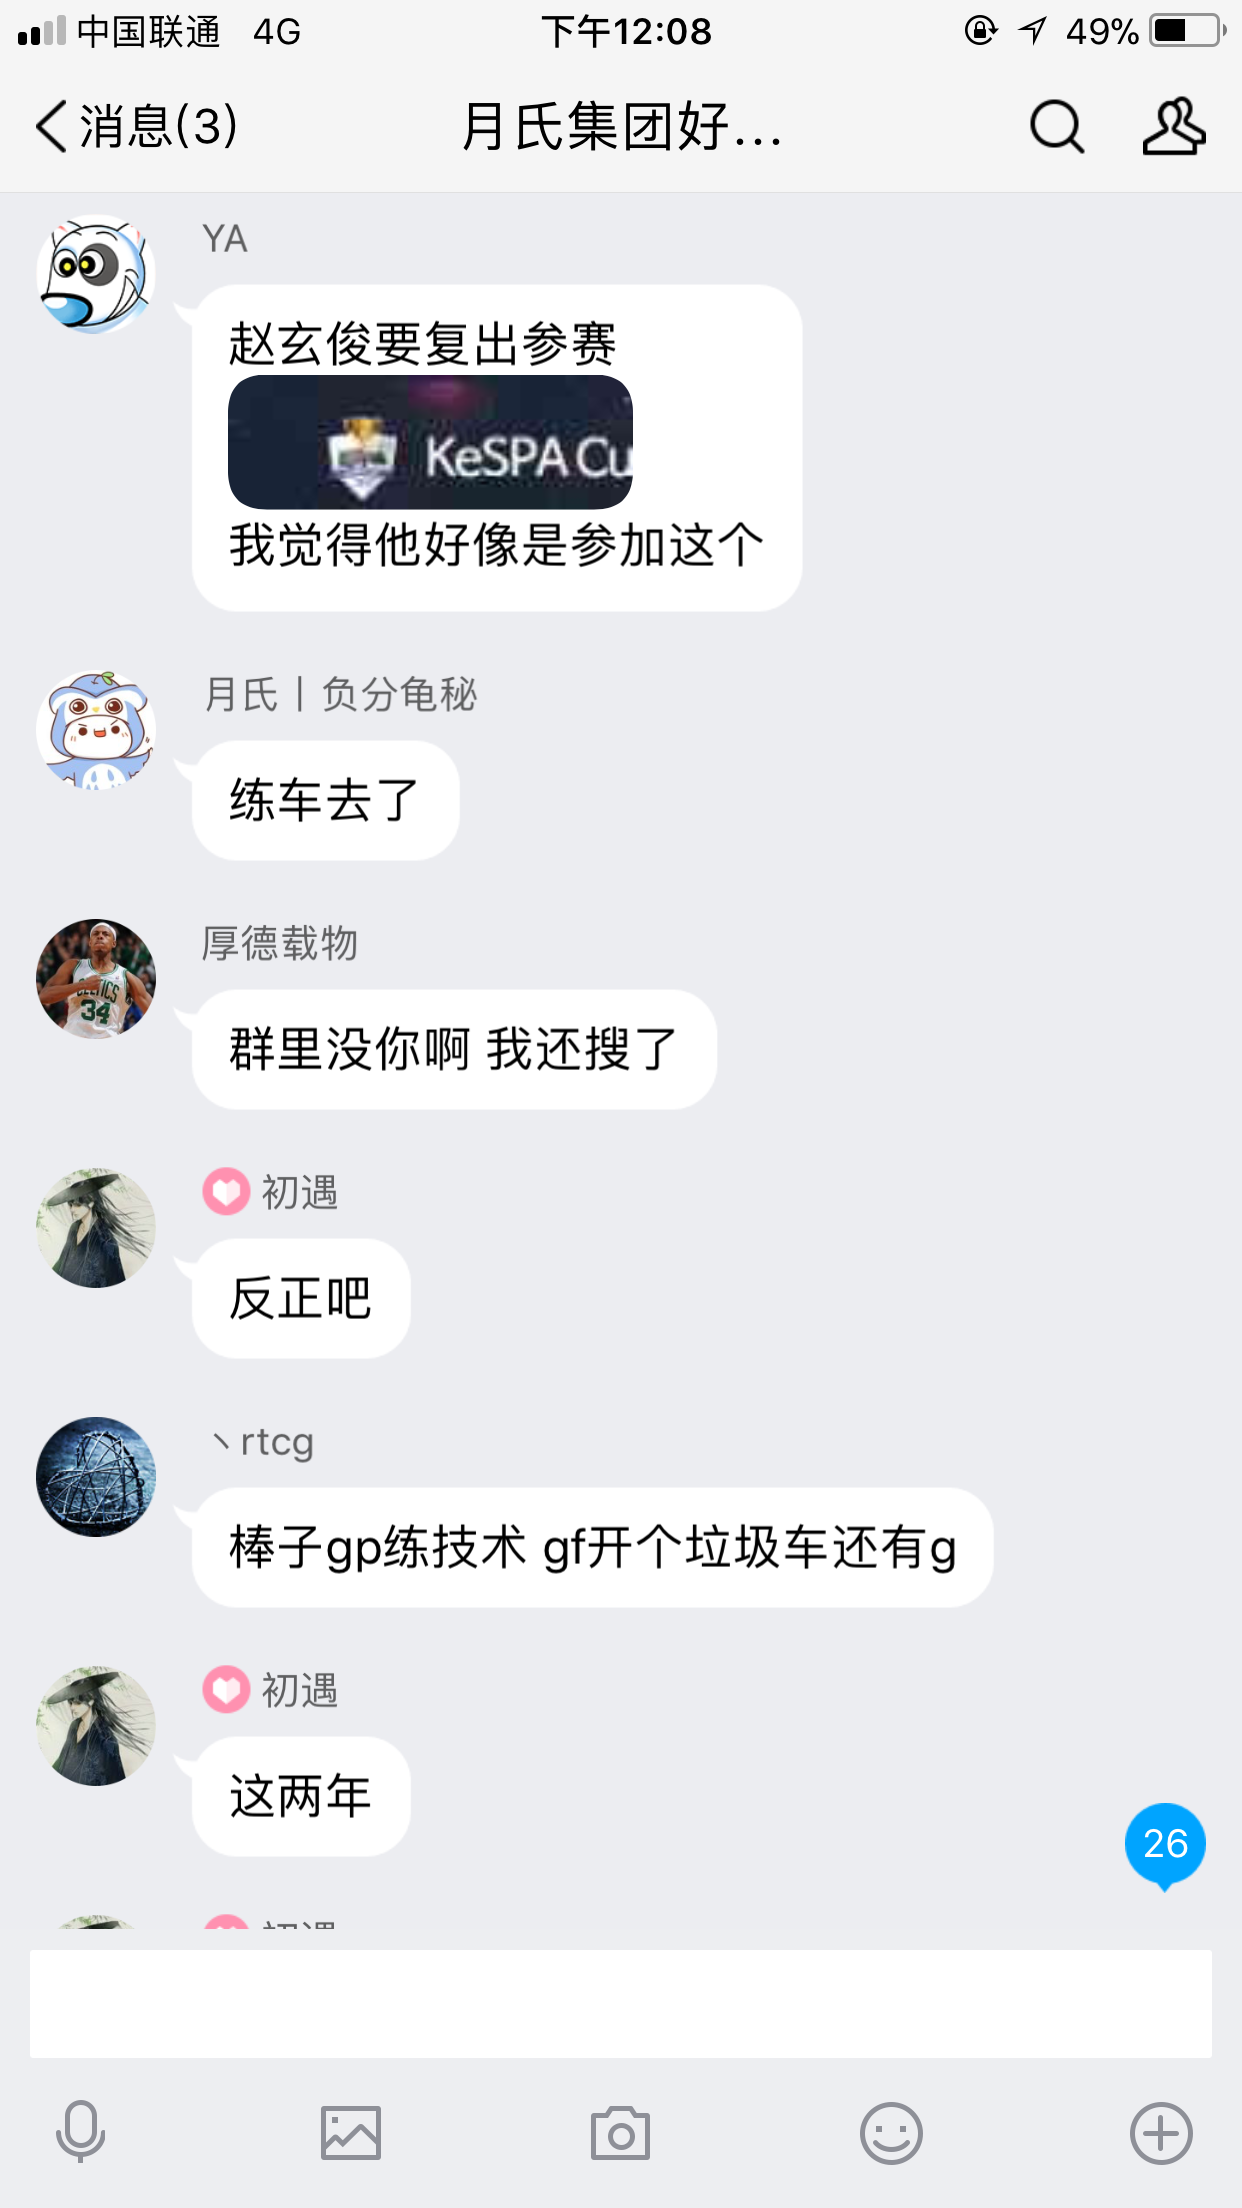 中国联通 4G 下午12:08 49%
消息(3) 月氏集团好...
YA
赵玄俊要复出参赛
KeSPA Cu
我觉得他好像是参加这个
月氏丨负分龟秘
练车去了
厚德载物
CELTICS
34
群里没你啊 我还搜了
初遇
反正吧
丶rtcg
棒子gp练技术 gf开个垃圾车还有g
初遇
这两年
26
初遇